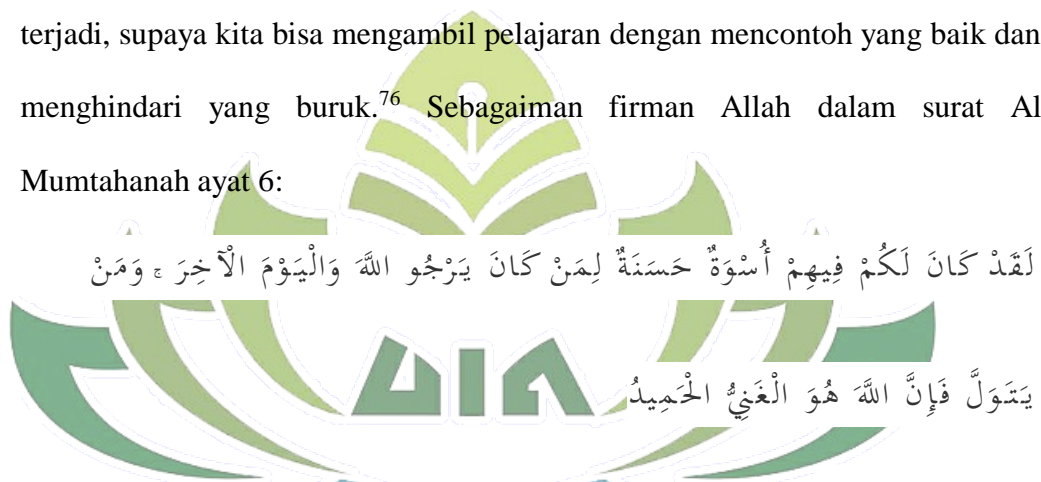 terjadi, supaya kita bisa mengambil pelajaran dengan mencontoh yang baik dan
menghindari yang buruk.76 Sebagaiman firman Allah dalam surat Al
Mumtahanah ayat 6:
لَقَدْ كَانَ لَكُمْ فِيهِمْ أُسْوَةٌ حَسَنَةٌ لِمَنْ كَانَ يَرْجُو اللَّهَ وَالْيَوْمَ الْآخِرَ ۚ وَمَنْ
يَتَوَلَّ فَإِنَّ اللَّهَ هُوَ الْغَنِيُّ الْحَمِيدُ